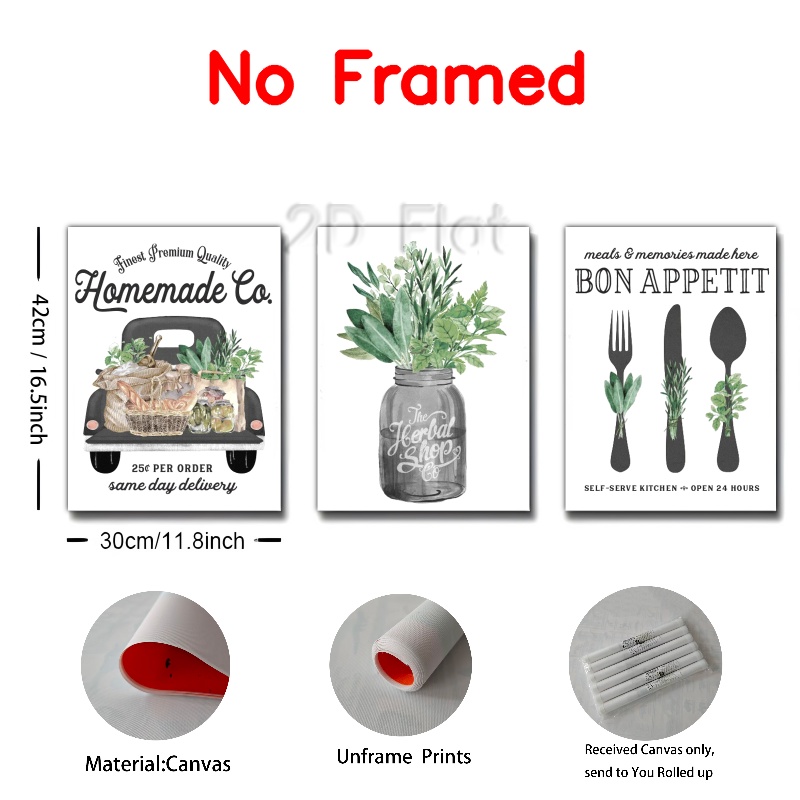 No Framed
2D Flat
Finest Premium Quality
Homemade Co.
25¢ PER ORDER
same day delivery
The
Herbal
Shop
Co
meals & memories made here
BON APPETIT
SELF-SERVE KITCHEN OPEN 24 HOURS
42cm / 16.5inch
30cm/11.8inch
Material:Canvas
Unframe Prints
Received Canvas only,
send to You Rolled up